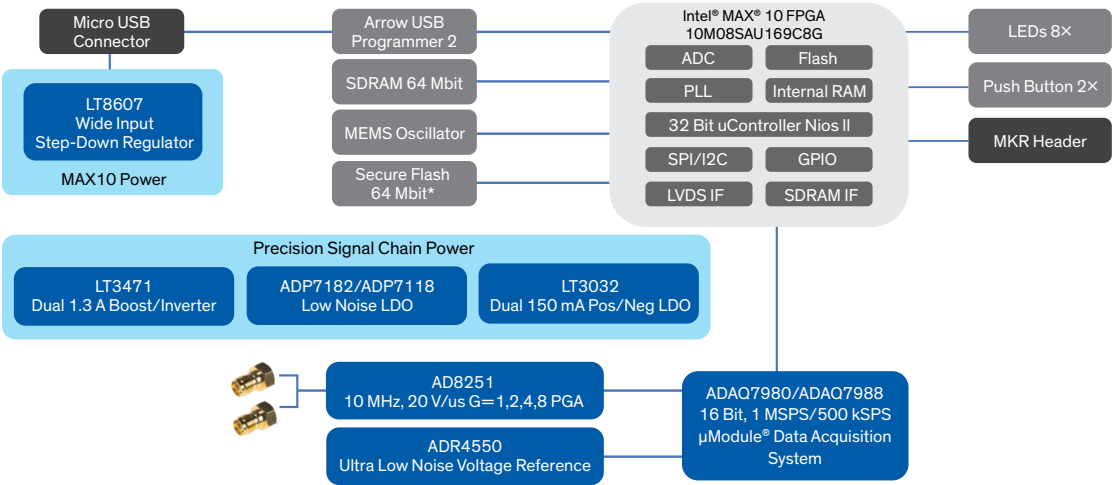 Micro USB
Connector
Arrow USB
Programmer 2
Intel® MAX® 10 FPGA
10M08SAU169C8G
LEDs 8×
ADC
Flash
LT8607
Wide Input
Step-Down Regulator
MAX10 Power
SDRAM 64 Mbit
PLL
Internal RAM
Push Button 2×
MEMS Oscillator
32 Bit uController Nios II
MKR Header
Secure Flash
64 Mbit*
SPI/I2C
GPIO
LVDS IF
SDRAM IF
Precision Signal Chain Power
LT3471
Dual 1.3 A Boost/Inverter
ADP7182/ADP7118
Low Noise LDO
LT3032
Dual 150 mA Pos/Neg LDO
AD8251
10 MHz, 20 V/us G=1,2,4,8 PGA
ADAQ7980/ADAQ7988
16 Bit, 1 MSPS/500 kSPS
µModule® Data Acquisition
System
ADR4550
Ultra Low Noise Voltage Reference